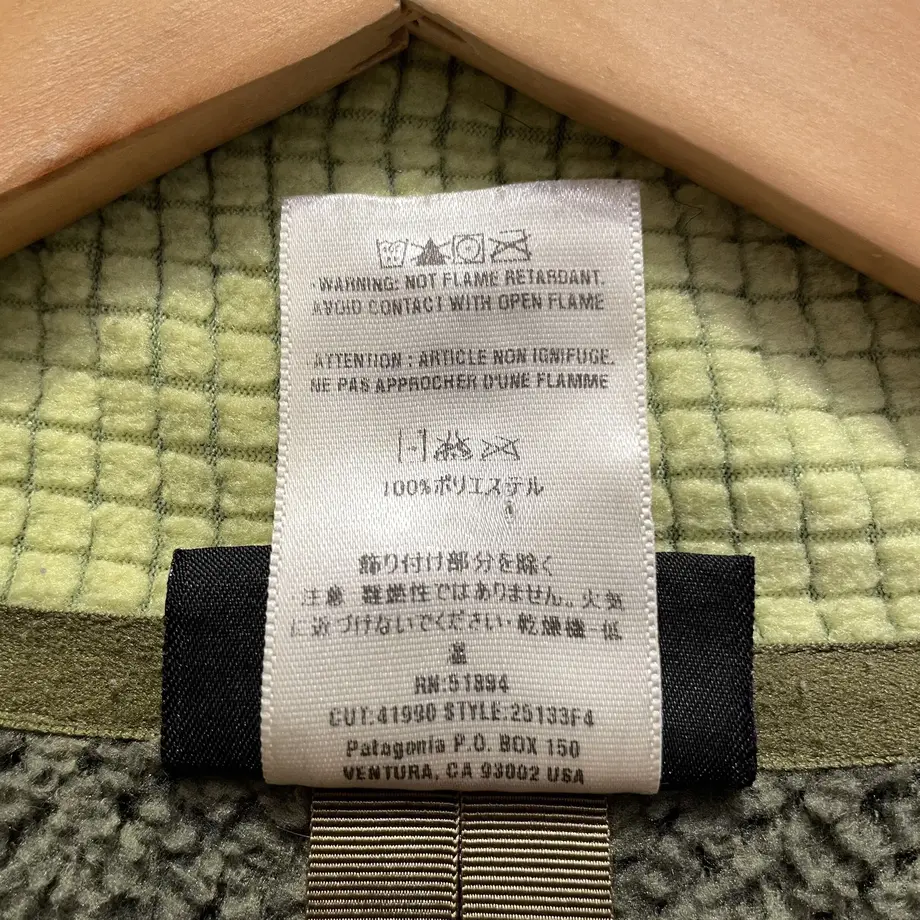 WARNING: NOT FLAME RETARDANT.
AVOID CONTACT WITH OPEN FLAME
ATTENTION : ARTICLE NON IGNIFUGE.
NE PAS APPROCHER D'UNE FLAMME
100%ポリエステル
飾り付け部分を除く
注意 難燃性ではありません。火気
に近づけないでください・乾燥機-低
温
RN:51884
CUT:41990 STYLE:25133F4
Patagonia P.O. BOX 150
VENTURA, CA 93002 USA